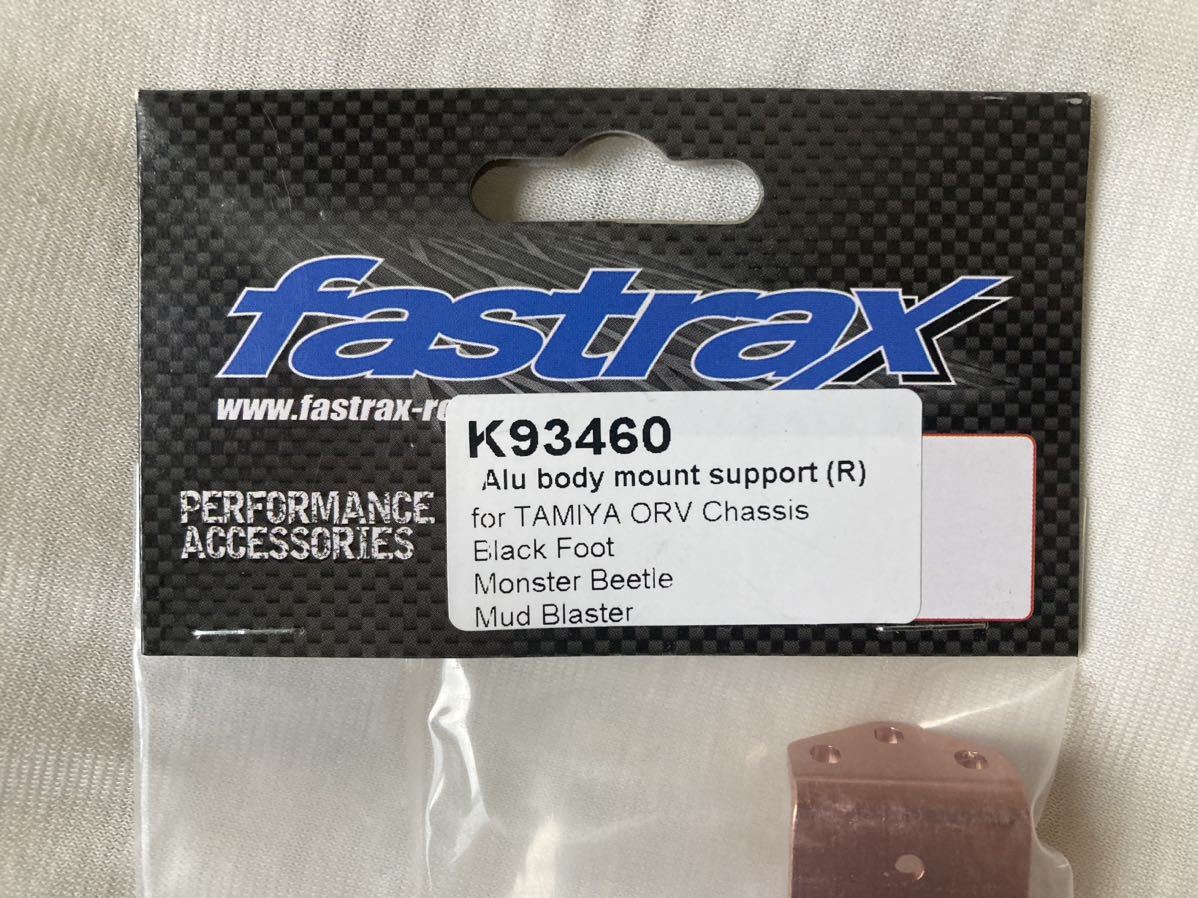 fastrax
www.fastrax-r
PERFORMANCE
ACCESSORIES
K93460
Alu body mount support (R)
for TAMIYA ORV Chassis
Black Foot
Monster Beetle
Mud Blaster